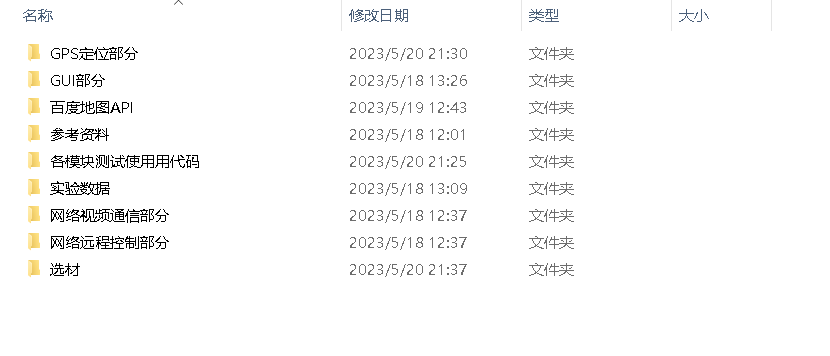 名称 修改日期 类型 大小
GPS定位部分 2023/5/20 21:30 文件夹
GUI部分 2023/5/18 13:26 文件夹
百度地图API 2023/5/19 12:43 文件夹
参考资料 2023/5/18 12:01 文件夹
各模块测试使用用代码 2023/5/20 21:25 文件夹
实验数据 2023/5/18 13:09 文件夹
网络视频通信部分 2023/5/18 12:37 文件夹
网络远程控制部分 2023/5/18 12:37 文件夹
选材 2023/5/20 21:37 文件夹